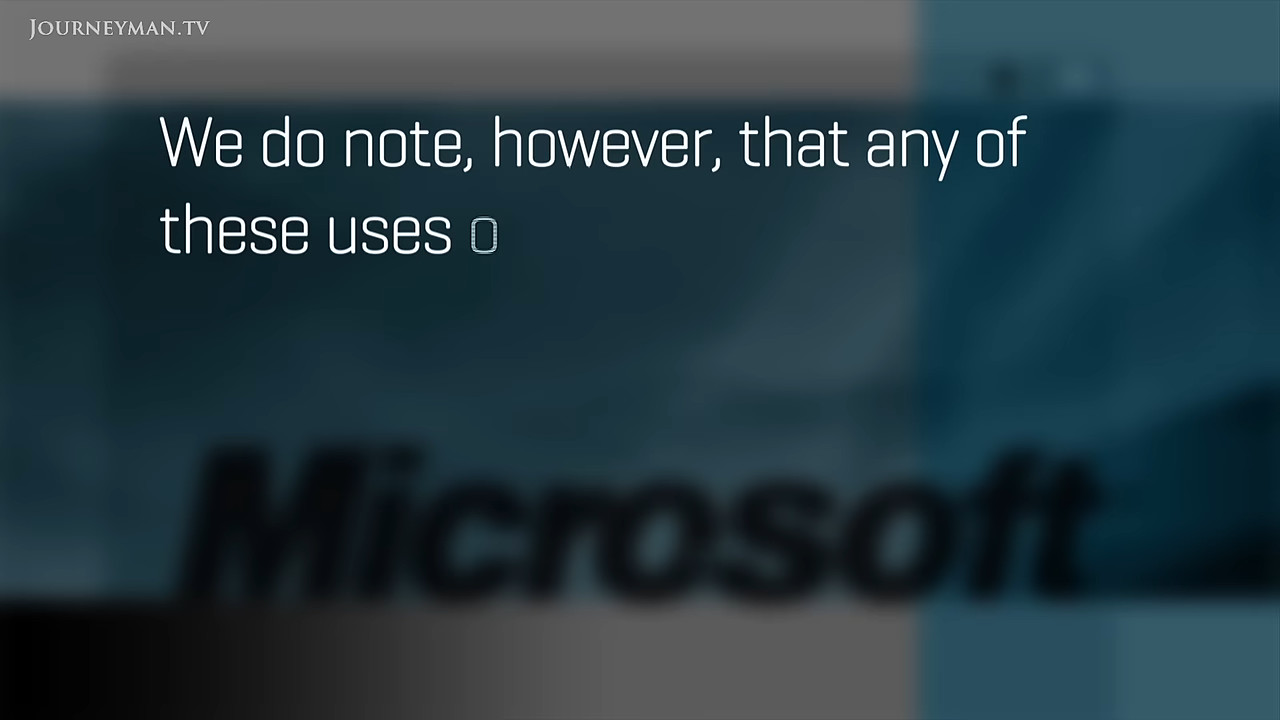 JOURNEYMAN.TV
We do note, however, that any of
these uses o
Microsoft